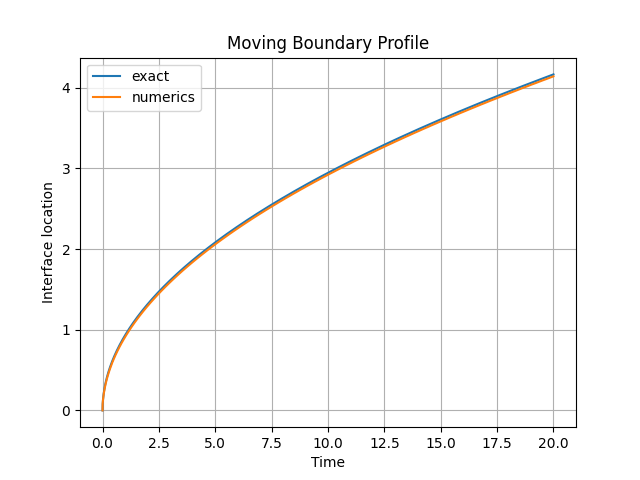 Moving Boundary Profile
exact
numerics
Interface location
4
3
2
1
0
0.0 2.5 5.0 7.5 10.0 12.5 15.0 17.5 20.0
Time